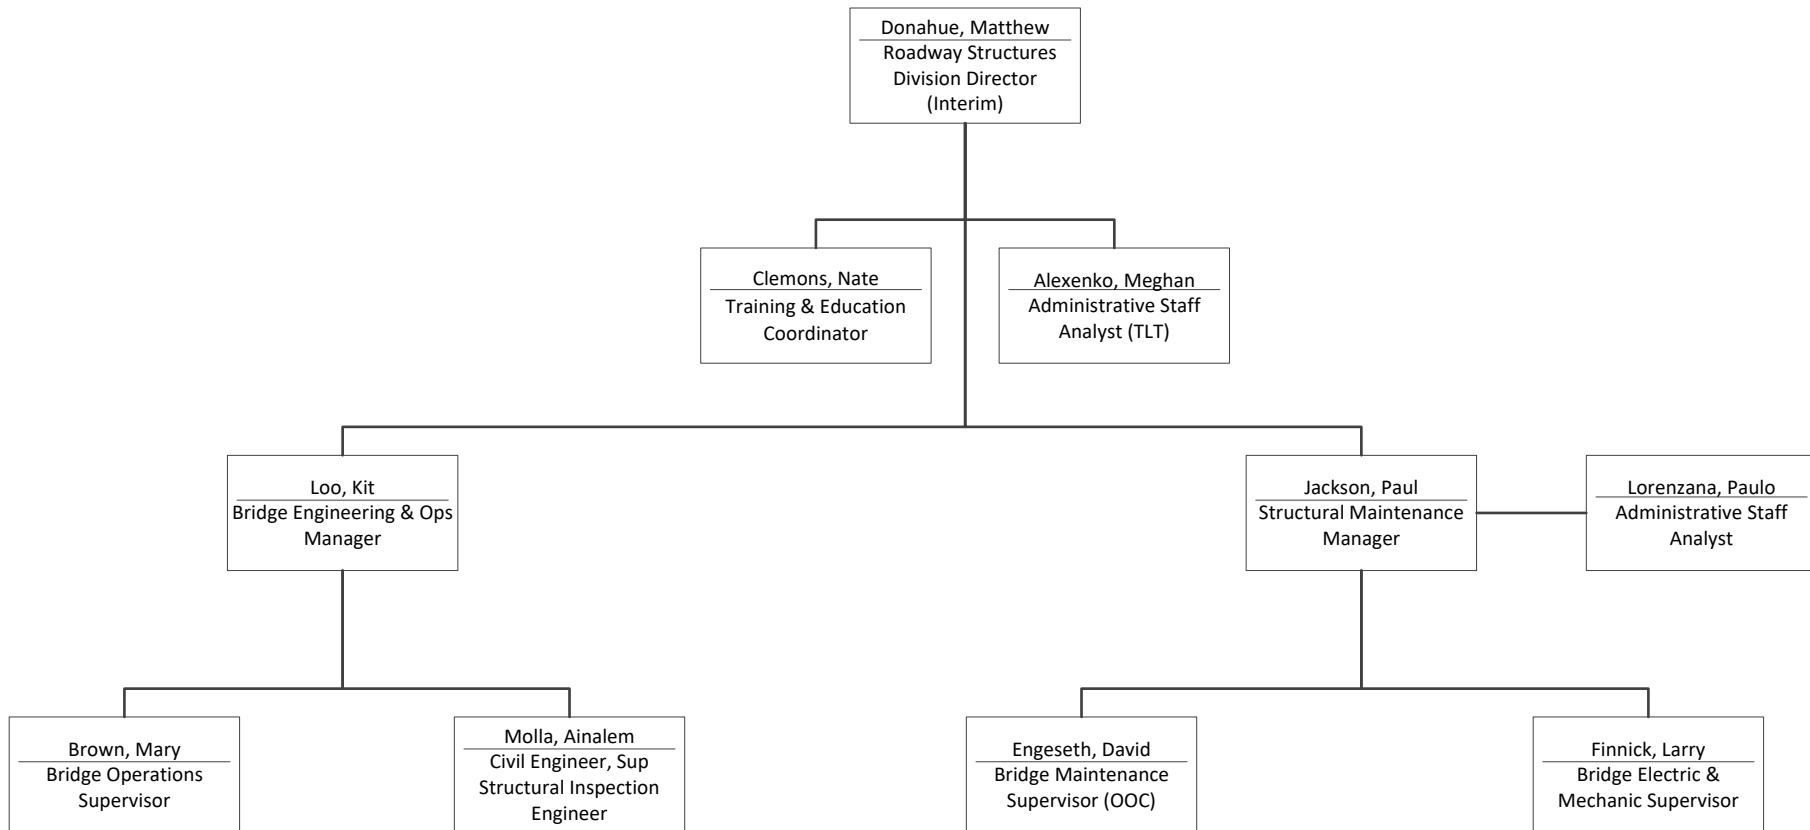 Donahue, Matthew
Roadway Structures
Division Director
(Interim)
Clemons, Nate
Training & Education
Coordinator
Alexenko, Meghan
Administrative Staff
Analyst (TLT)
Loo, Kit
Bridge Engineering & Ops
Manager
Jackson, Paul
Structural Maintenance
Manager
Lorenzana, Paulo
Administrative Staff
Analyst
Brown, Mary
Bridge Operations
Supervisor
Molla, Ainalem
Civil Engineer, Sup
Structural Inspection
Engineer
Engeseth, David
Bridge Maintenance
Supervisor (OOC)
Finnick, Larry
Bridge Electric &
Mechanic Supervisor